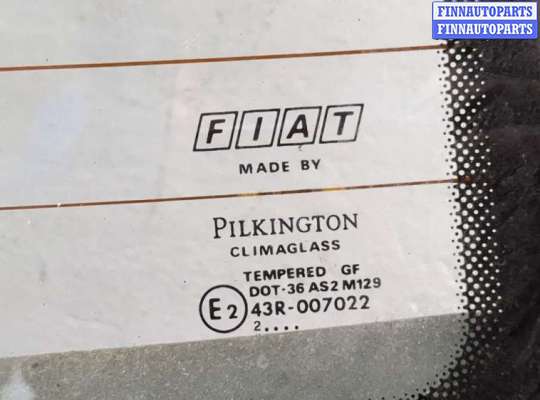 FINNAUTOPARTS
FINNAUTOPARTS
FIAT
MADE BY
PILKINGTON
CLIMAGLASS
TEMPERED GF
DOT-36 AS2 M129
E2 43R-007022
2....